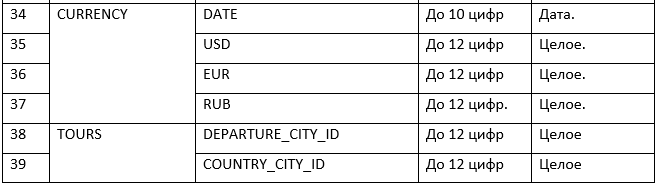 34 CURRENCY DATE До 10 цифр Дата.
35 USD До 12 цифр Целое.
36 EUR До 12 цифр Целое.
37 RUB До 12 цифр. Целое.
38 TOURS DEPARTURE_CITY_ID До 12 цифр Целое
39 COUNTRY_CITY_ID До 12 цифр Целое